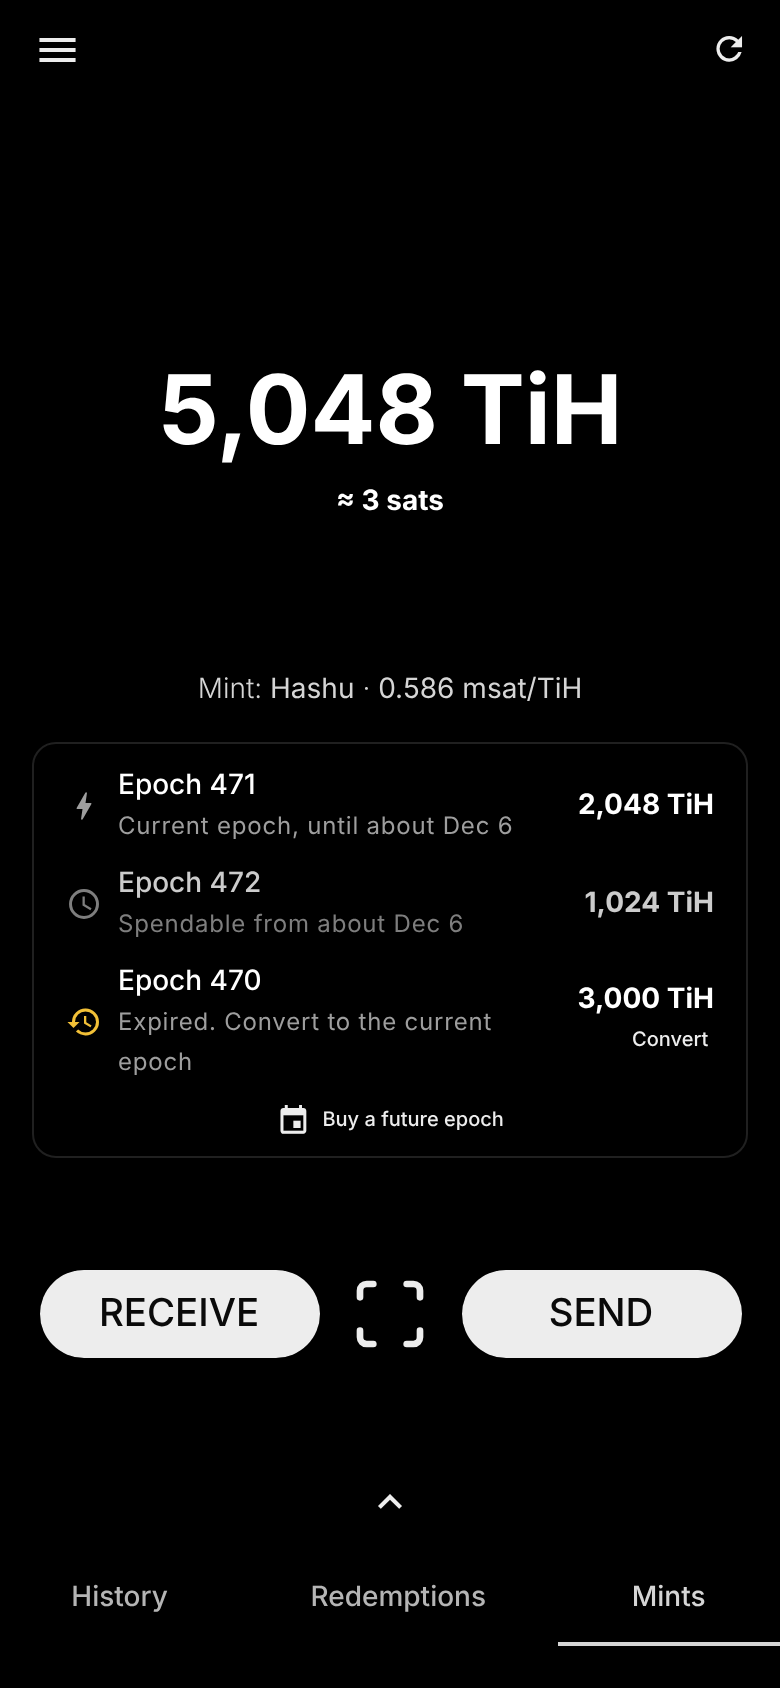 5,048 TiH
≈ 3 sats
Mint: Hashu · 0.586 msat/TiH
Epoch 471
Current epoch, until about Dec 6
2,048 TiH
Epoch 472
Spendable from about Dec 6
1,024 TiH
Epoch 470
Expired. Convert to the current
epoch
3,000 TiH
Convert
Buy a future epoch
RECEIVE
SEND
History
Redemptions
Mints